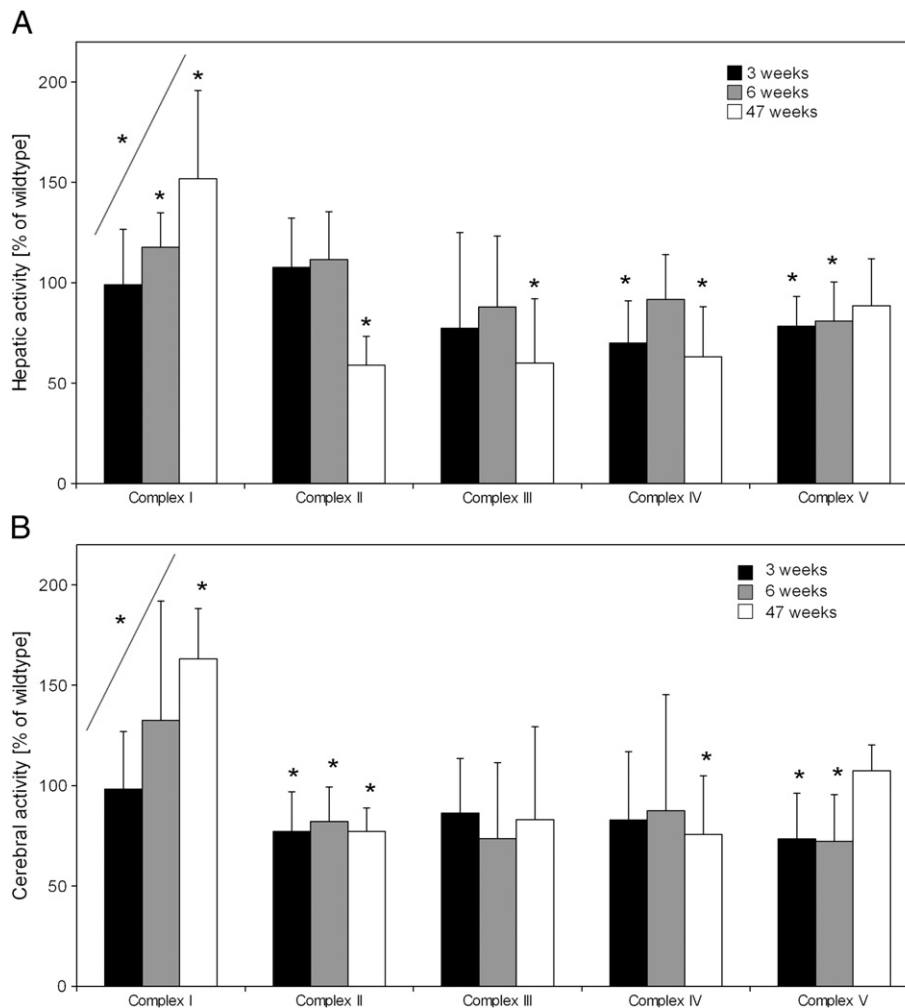 A
Hepatic activity [% of wildtype]
200
150
100
50
0
*
*
*
*
*
*
*
*
*
3 weeks
6 weeks
47 weeks
Complex I
Complex II
Complex III
Complex IV
Complex V
B
Cerebral activity [% of wildtype]
200
150
100
50
0
*
*
*
*
*
*
*
*
3 weeks
6 weeks
47 weeks
Complex I
Complex II
Complex III
Complex IV
Complex V